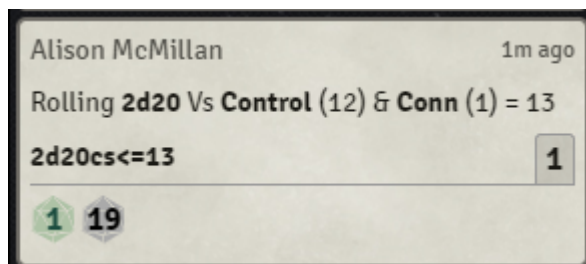 Alison McMillan 1m ago
Rolling 2d20 Vs Control (12) & Conn (1) = 13
2d20cs<=13 1
1 19